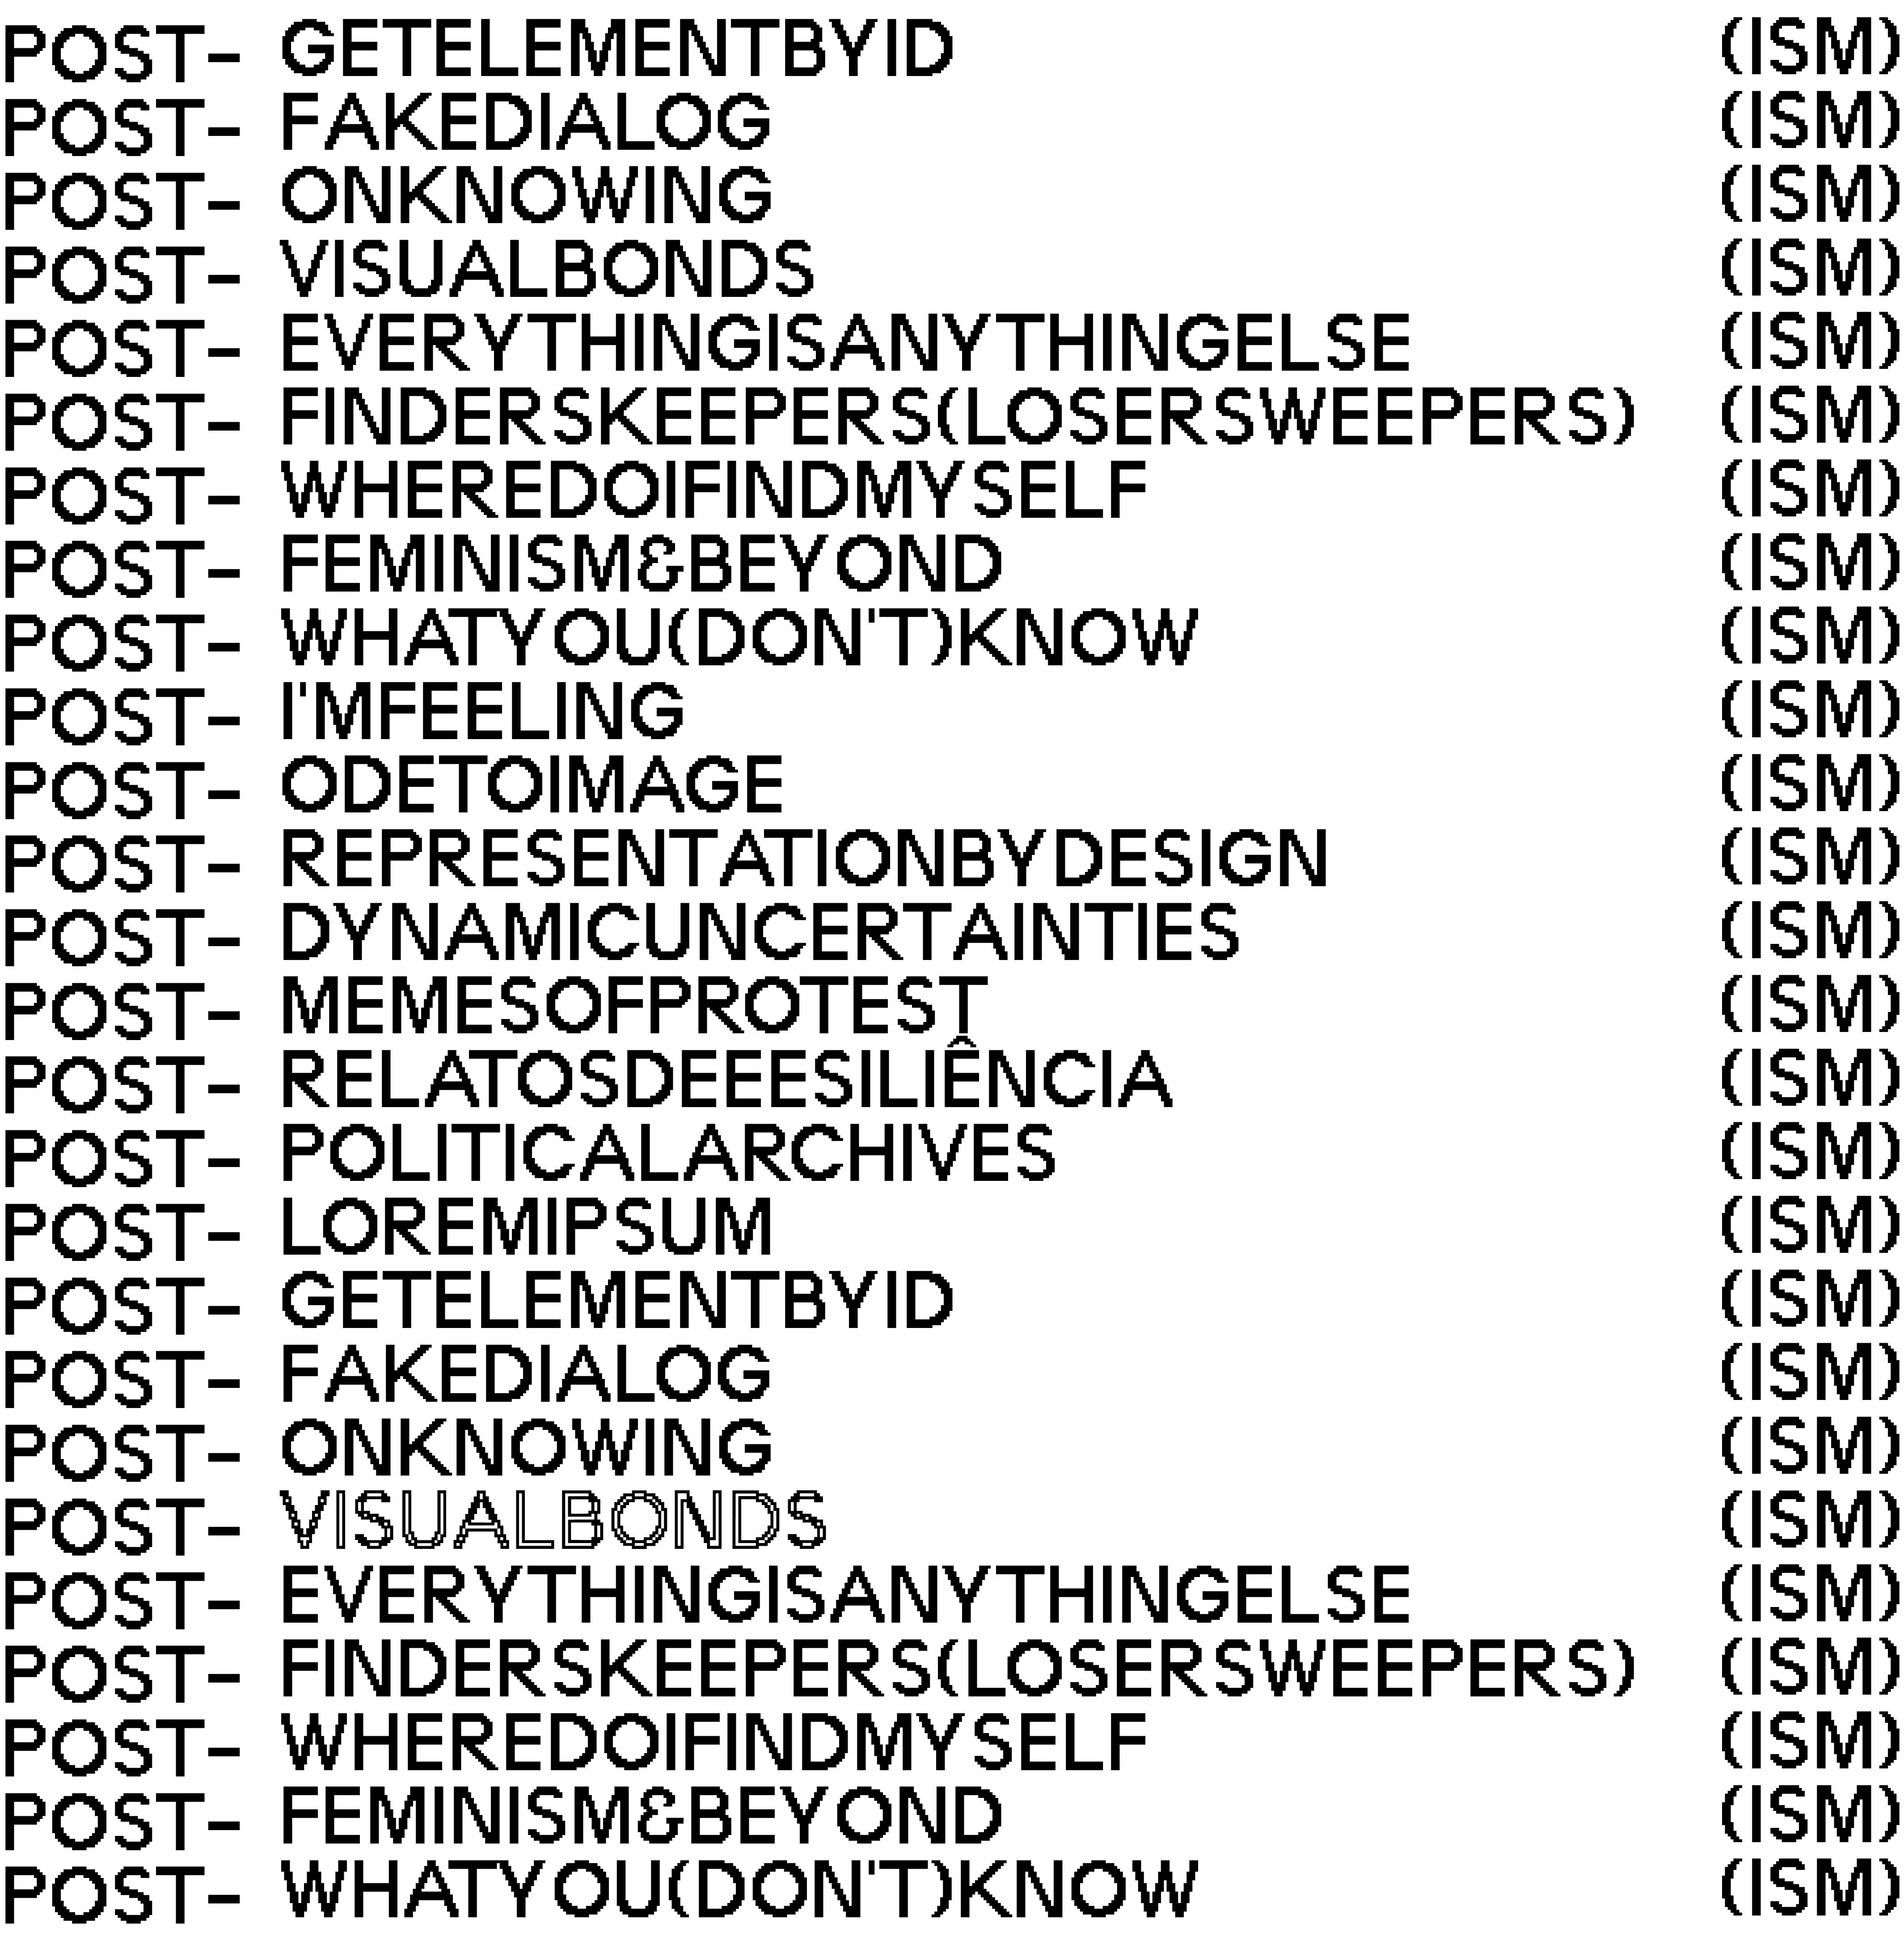 POST- GETELEMENTBYID (ISM)
POST- FAKEDIALOG (ISM)
POST- ONKNOWING (ISM)
POST- VISUALBONDS (ISM)
POST- EVERYTHINGISANYTHINGELSE (ISM)
POST- FINDERSKEEPERS(LOSERSWEEPERS) (ISM)
POST- WHEREDOIFINDMYSELF (ISM)
POST- FEMINISM&BEYOND (ISM)
POST- WHATYOU(DON'T)KNOW (ISM)
POST- I'MFEELING (ISM)
POST- ODETOIMAGE (ISM)
POST- REPRESENTATIONBYDESIGN (ISM)
POST- DYNAMICUNCERTAINTIES (ISM)
POST- MEMESOFPROTEST (ISM)
POST- RELATOSDEEESILIÊNCIA (ISM)
POST- POLITICALARCHIVES (ISM)
POST- LOREMIPSUM (ISM)
POST- GETELEMENTBYID (ISM)
POST- FAKEDIALOG (ISM)
POST- ONKNOWING (ISM)
POST- VISUALBONDS (ISM)
POST- EVERYTHINGISANYTHINGELSE (ISM)
POST- FINDERSKEEPERS(LOSERSWEEPERS) (ISM)
POST- WHEREDOIFINDMYSELF (ISM)
POST- FEMINISM&BEYOND (ISM)
POST- WHATYOU(DON'T)KNOW (ISM)